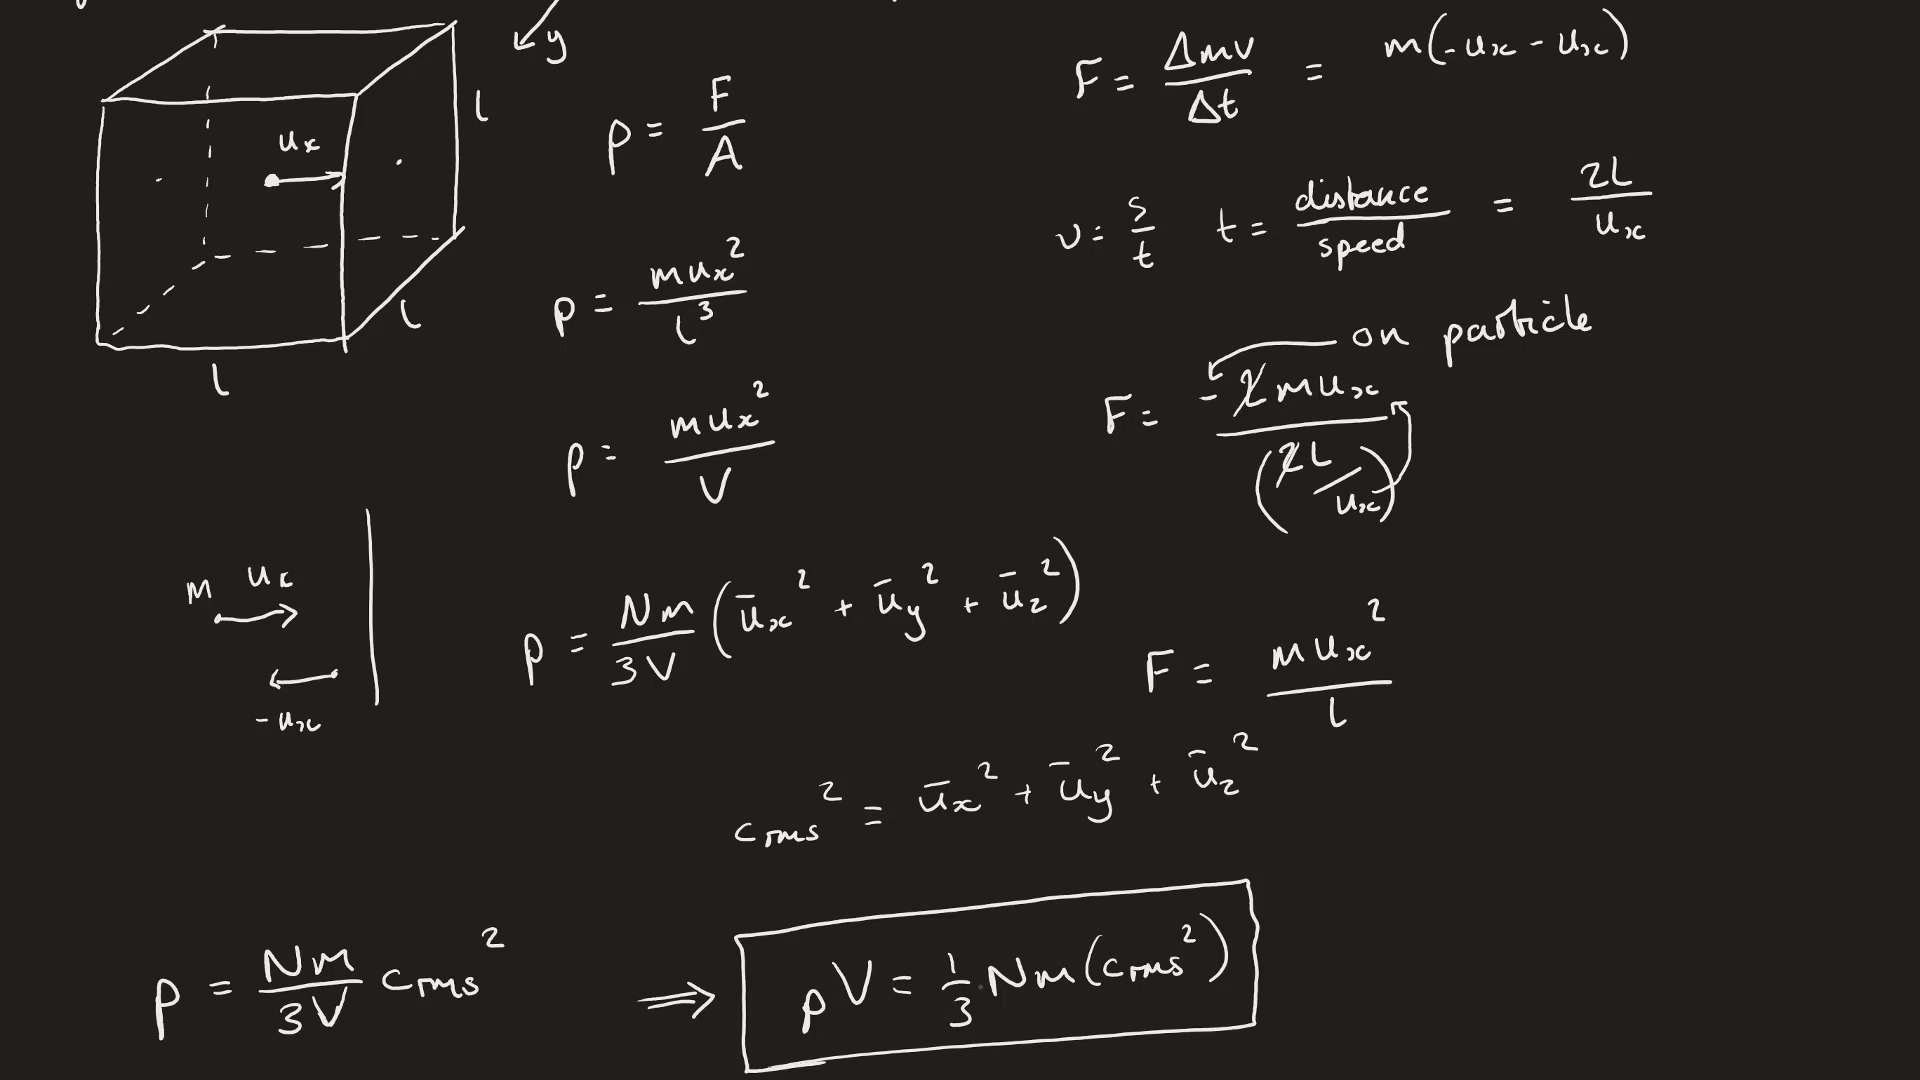 y
l
u_x
l
l
p = F/A
p = mu_x²/l³
p = mu_x²/V
m u_x
-u_x
p = Nm/3V (ū_x² + ū_y² + ū_z²)
F = Δmv/Δt = m(-u_x - u_x)
v = s/t t = distance/speed = 2L/u_x
on particle
F = -2mu_x/(2L/u_x)
F = mu_x²/l
c_rms² = ū_x² + ū_y² + ū_z²
p = Nm/3V c_rms² ⇒ pV = 1/3 Nm(c_rms²)